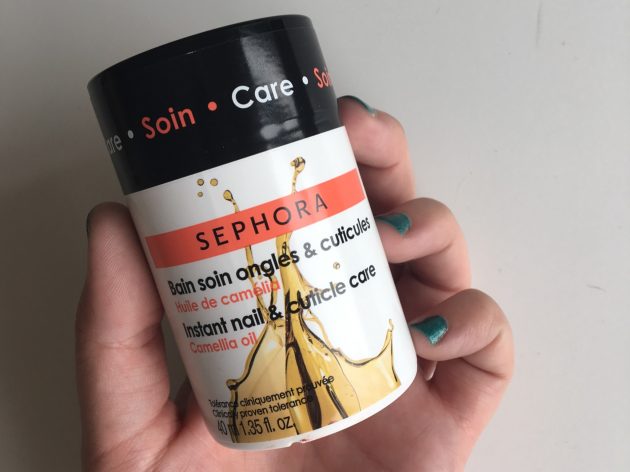 are • Soin • Care • So
SEPHORA
Bain soin ongles & cuticules
Huile de camélia
Instant nail & cuticle care
Camellia oil
Tolérance cliniquement prouvée
Clinically proven tolerance
40 ml 1.35 fl. oz.